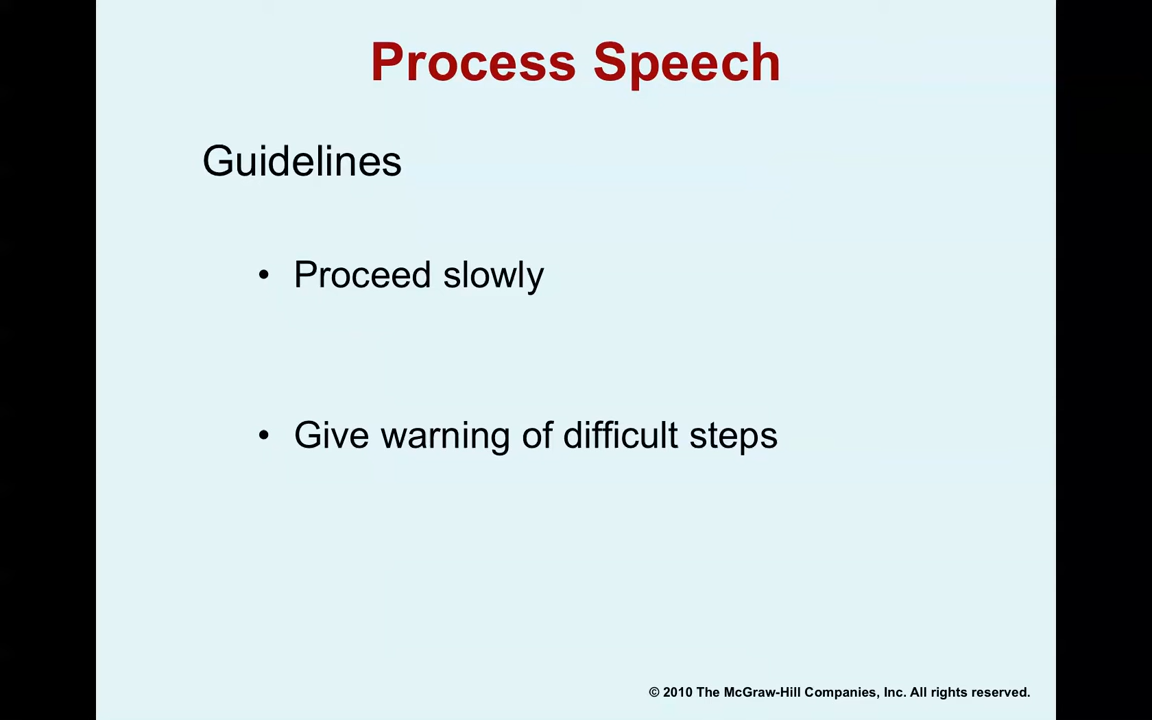 Process Speech
Guidelines
• Proceed slowly
• Give warning of difficult steps
© 2010 The McGraw-Hill Companies, Inc. All rights reserved.